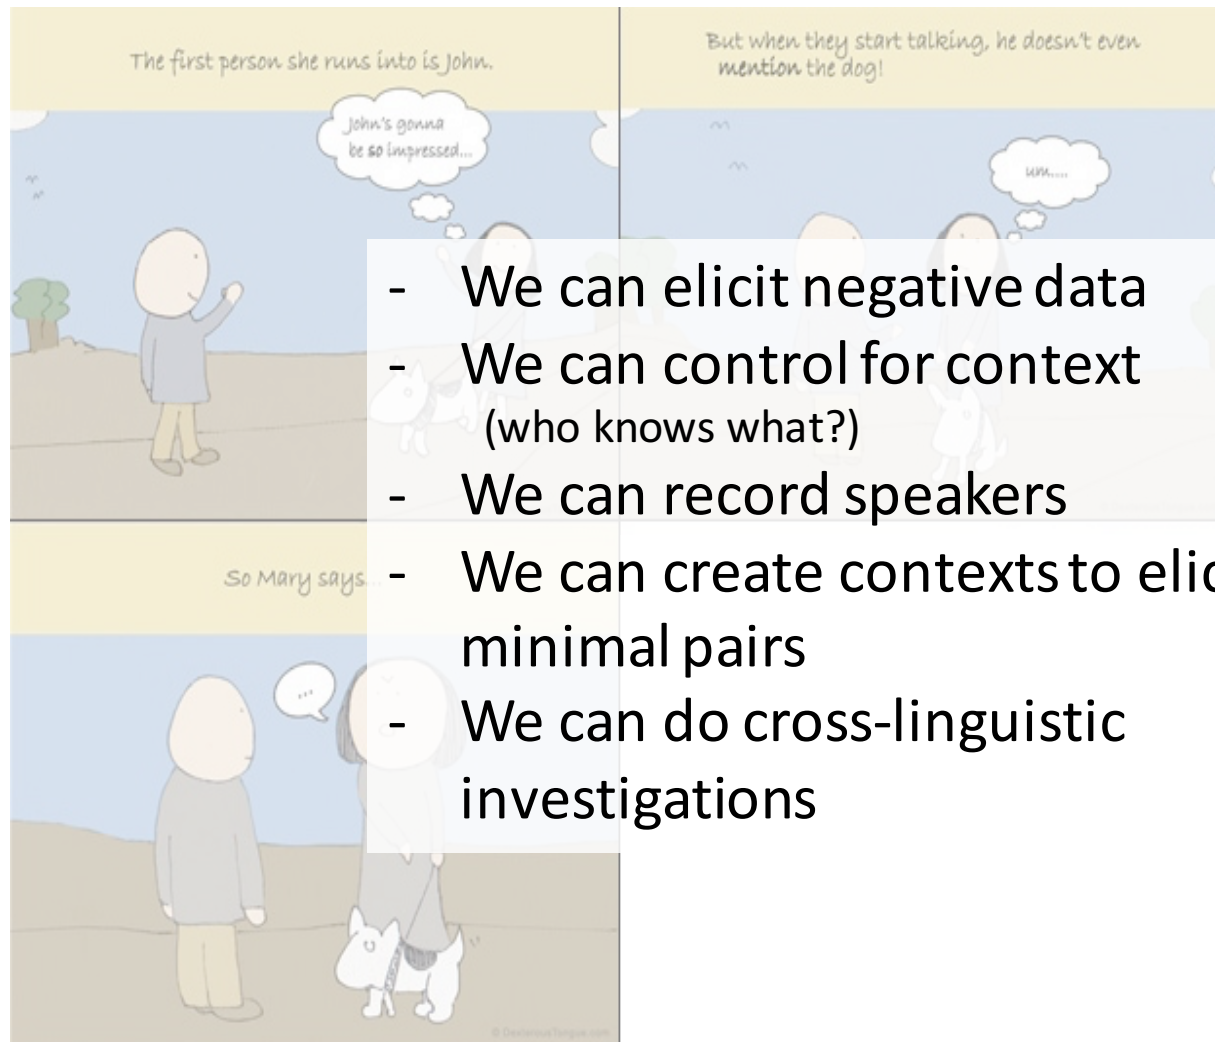 The first person she runs into is John.
John's gonna
be so impressed...
But when they start talking, he doesn't even
mention the dog!
um....
So Mary says...
...
- We can elicit negative data
- We can control for context
(who knows what?)
- We can record speakers
- We can create contexts to elic
minimal pairs
- We can do cross-linguistic
investigations
© DexterousTongue.com